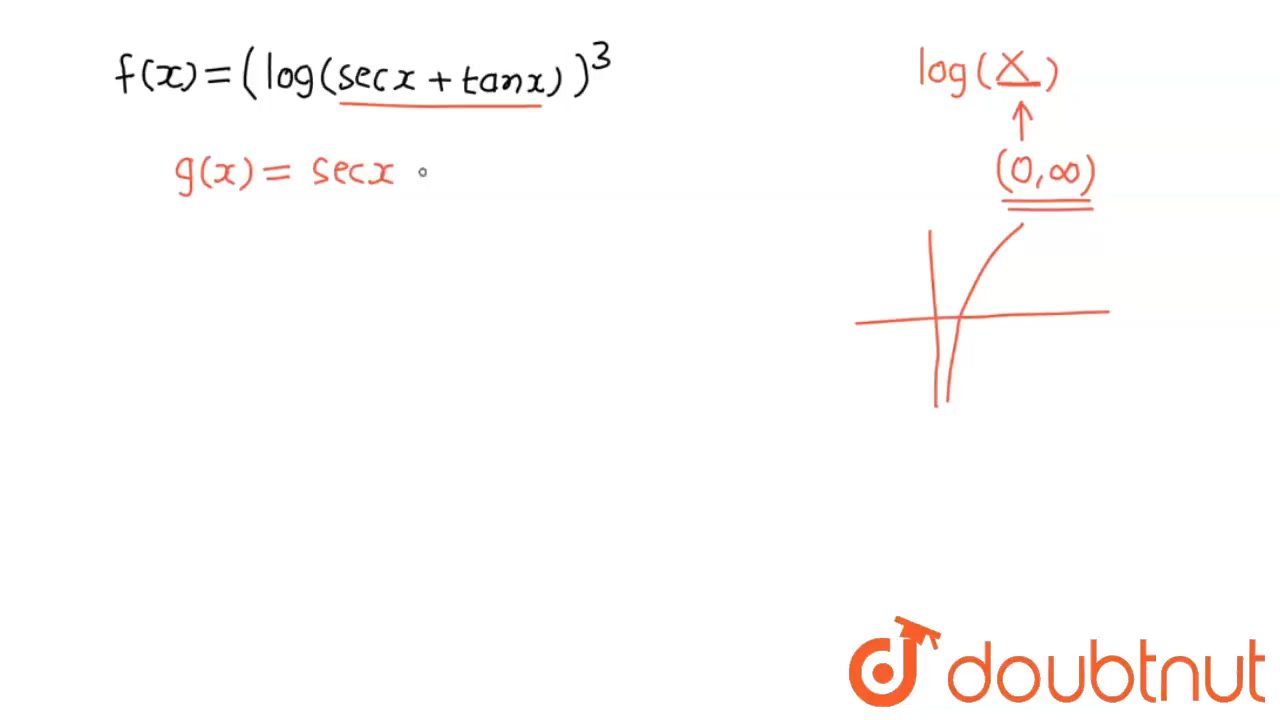 f(x) = (log(secx + tanx))³
log(X)
g(x) = secx
(0,∞)
doubtnut